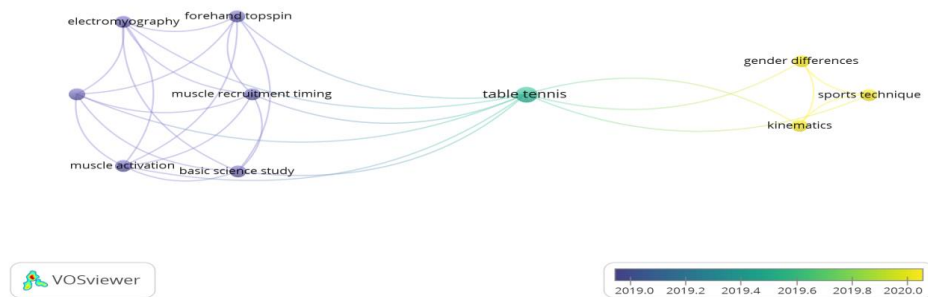 electromyography
forehand topspin
gender differences
muscle recruitment timing
table tennis
sports technique
kinematics
muscle activation
basic science study
VOSviewer
2019.0 2019.2 2019.4 2019.6 2019.8 2020.0